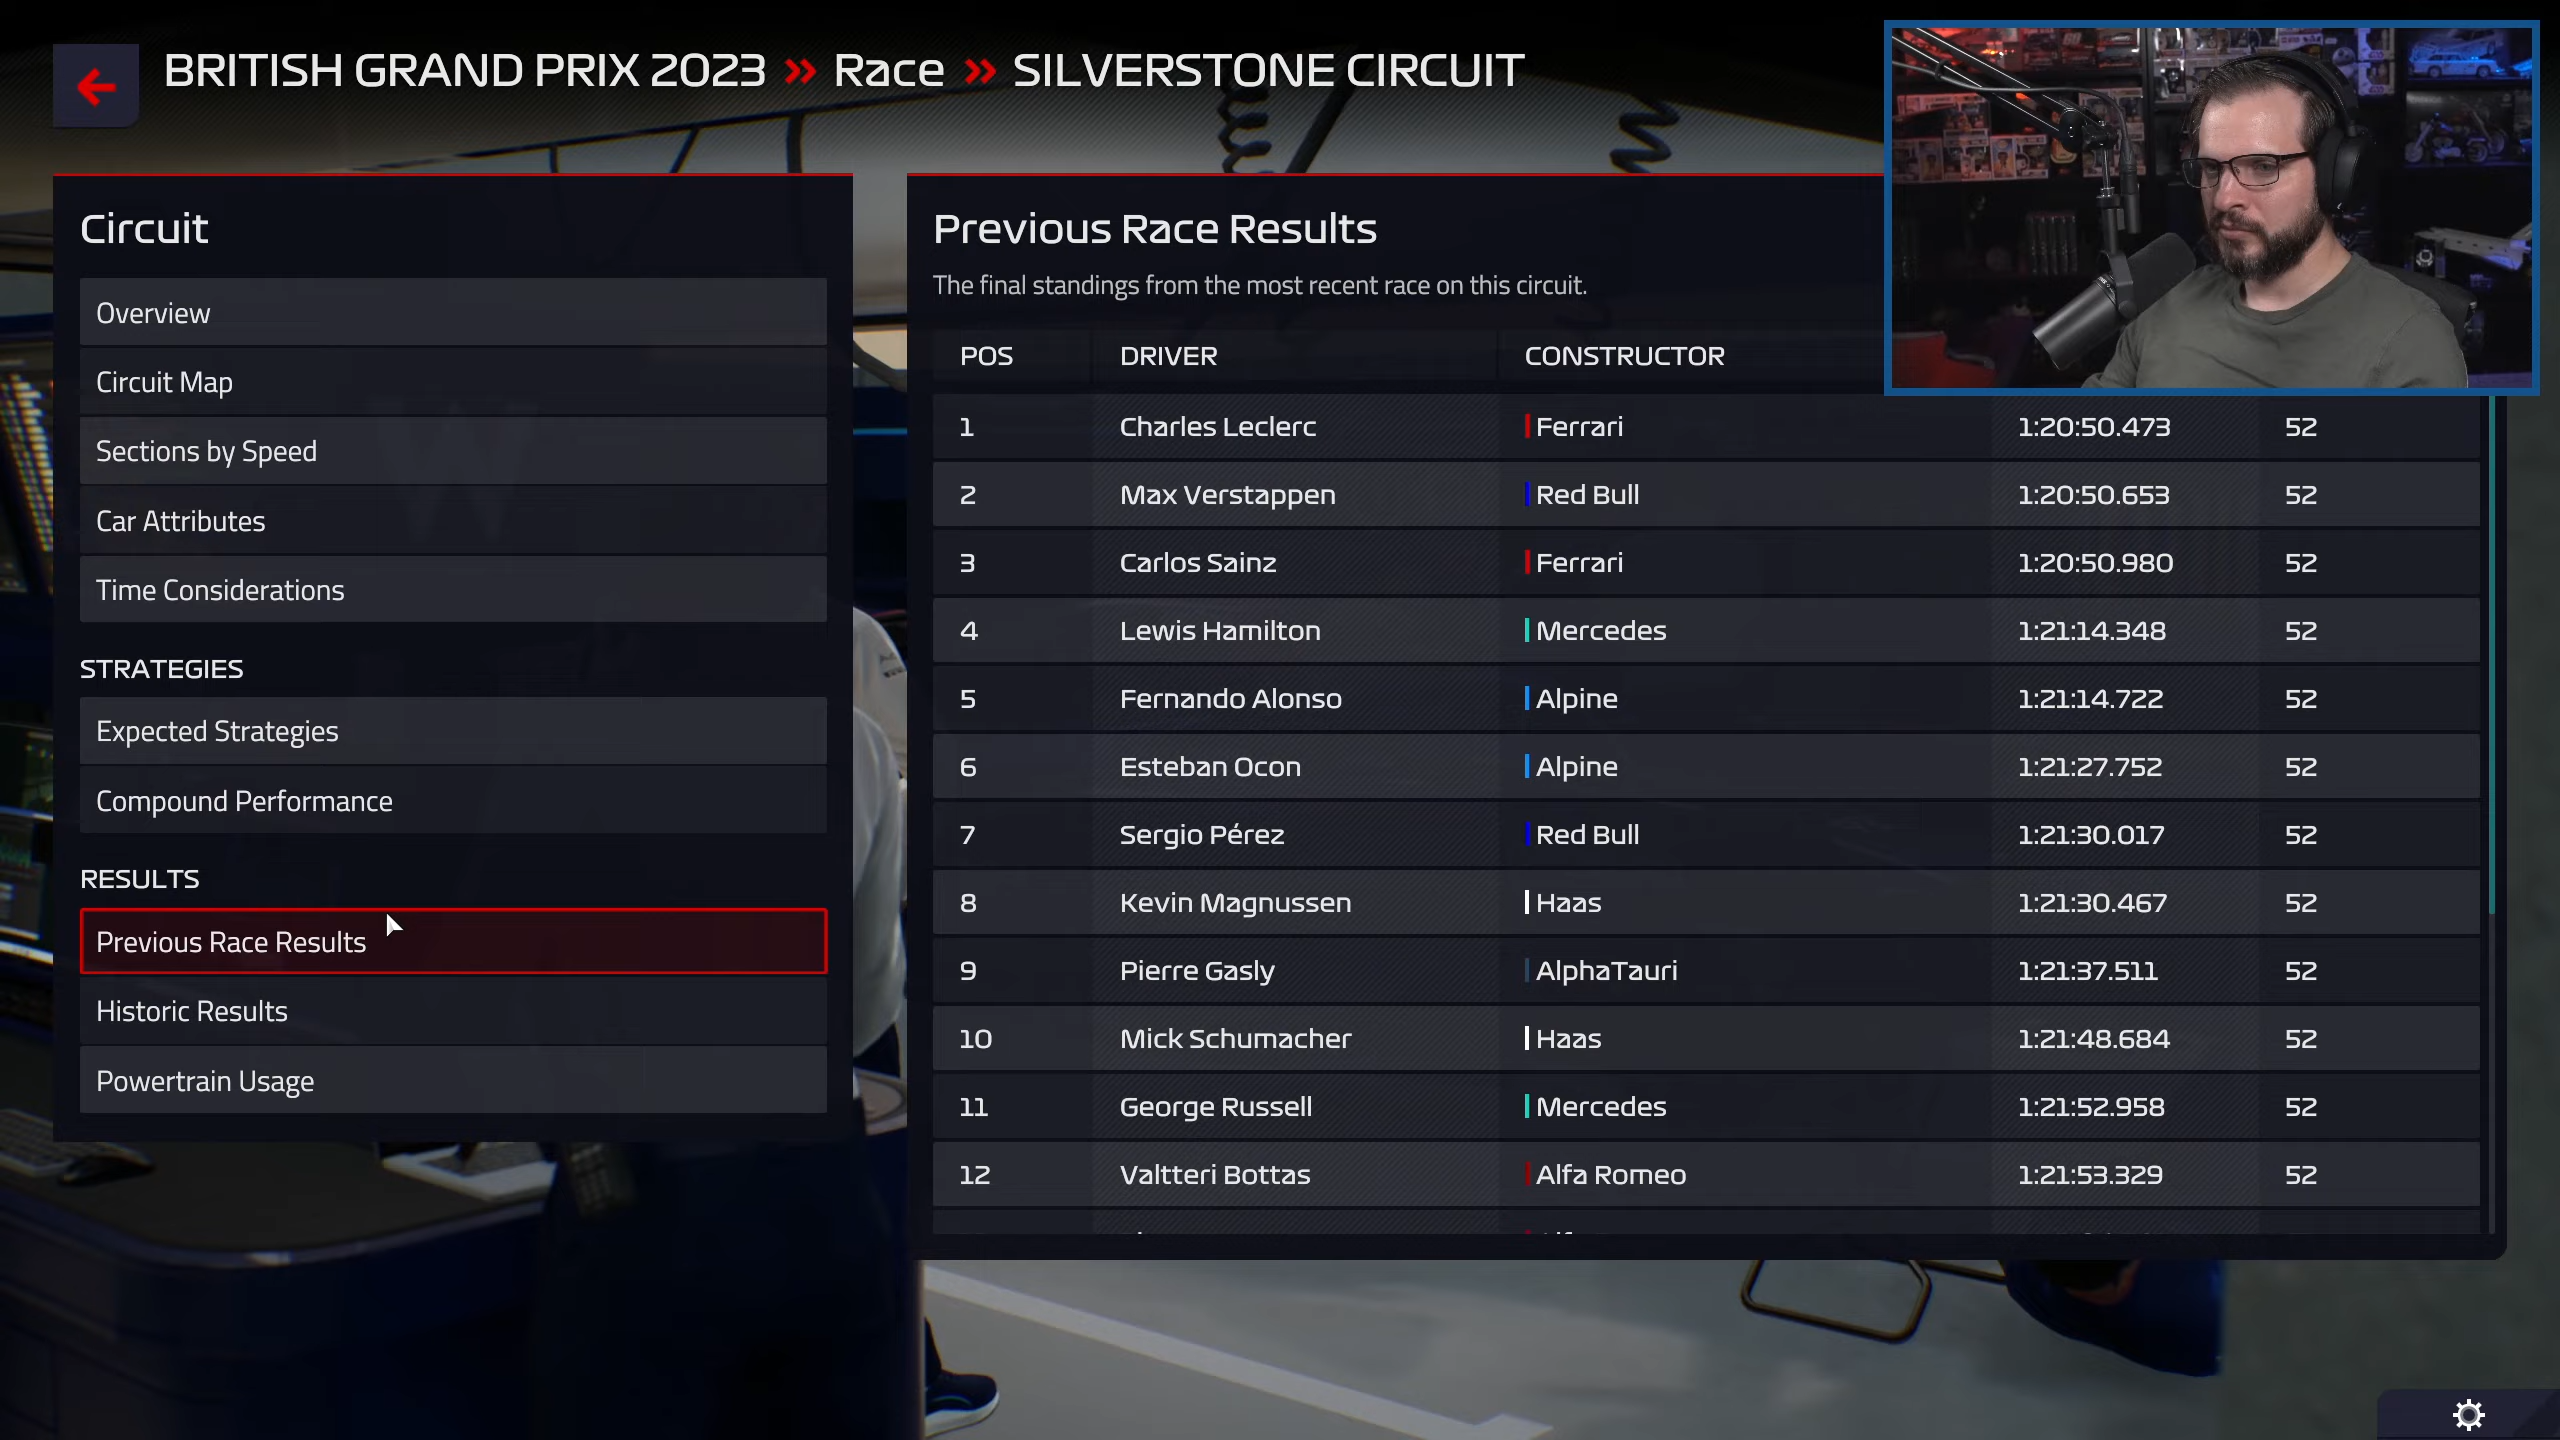 BRITISH GRAND PRIX 2023 » Race » SILVERSTONE CIRCUIT
Circuit
Overview
Circuit Map
Sections by Speed
Car Attributes
Time Considerations
STRATEGIES
Expected Strategies
Compound Performance
RESULTS
Previous Race Results
Historic Results
Powertrain Usage
Previous Race Results
The final standings from the most recent race on this circuit.
POS DRIVER CONSTRUCTOR
1 Charles Leclerc Ferrari 1:20:50.473 52
2 Max Verstappen Red Bull 1:20:50.653 52
3 Carlos Sainz Ferrari 1:20:50.980 52
4 Lewis Hamilton Mercedes 1:21:14.348 52
5 Fernando Alonso Alpine 1:21:14.722 52
6 Esteban Ocon Alpine 1:21:27.752 52
7 Sergio Pérez Red Bull 1:21:30.017 52
8 Kevin Magnussen Haas 1:21:30.467 52
9 Pierre Gasly AlphaTauri 1:21:37.511 52
10 Mick Schumacher Haas 1:21:48.684 52
11 George Russell Mercedes 1:21:52.958 52
12 Valtteri Bottas Alfa Romeo 1:21:53.329 52